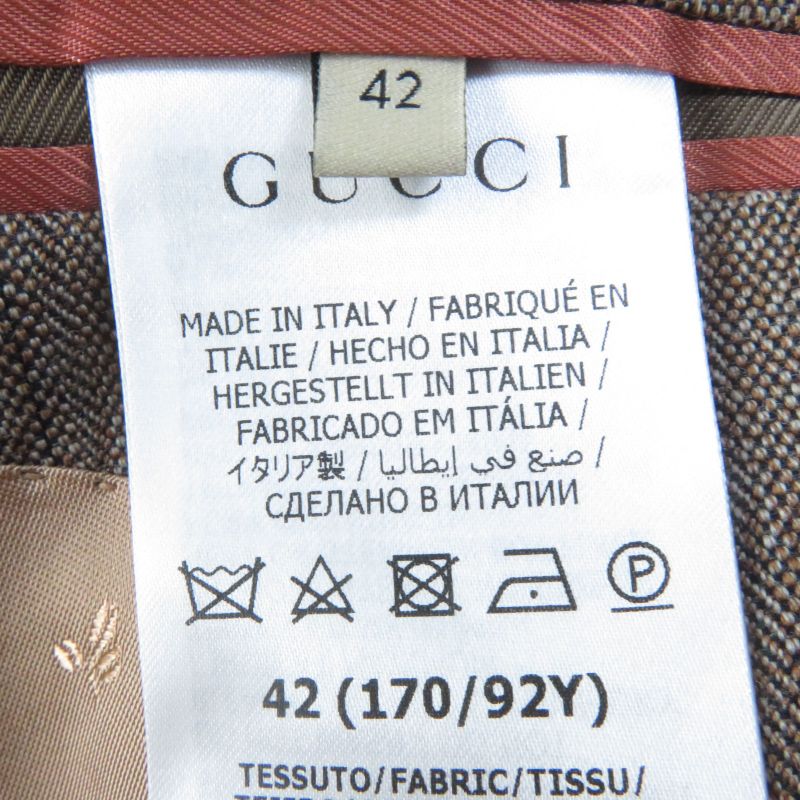 42
GUCCI
MADE IN ITALY / FABRIQUÉ EN
ITALIE / HECHO EN ITALIA /
HERGESTELLT IN ITALIEN /
FABRICADO EM ITÁLIA /
イタリア製 / صنع في إيطاليا /
СДЕЛАНО В ИТАЛИИ
P
42 (170/92Y)
TESSUTO/FABRIC/TISSU/